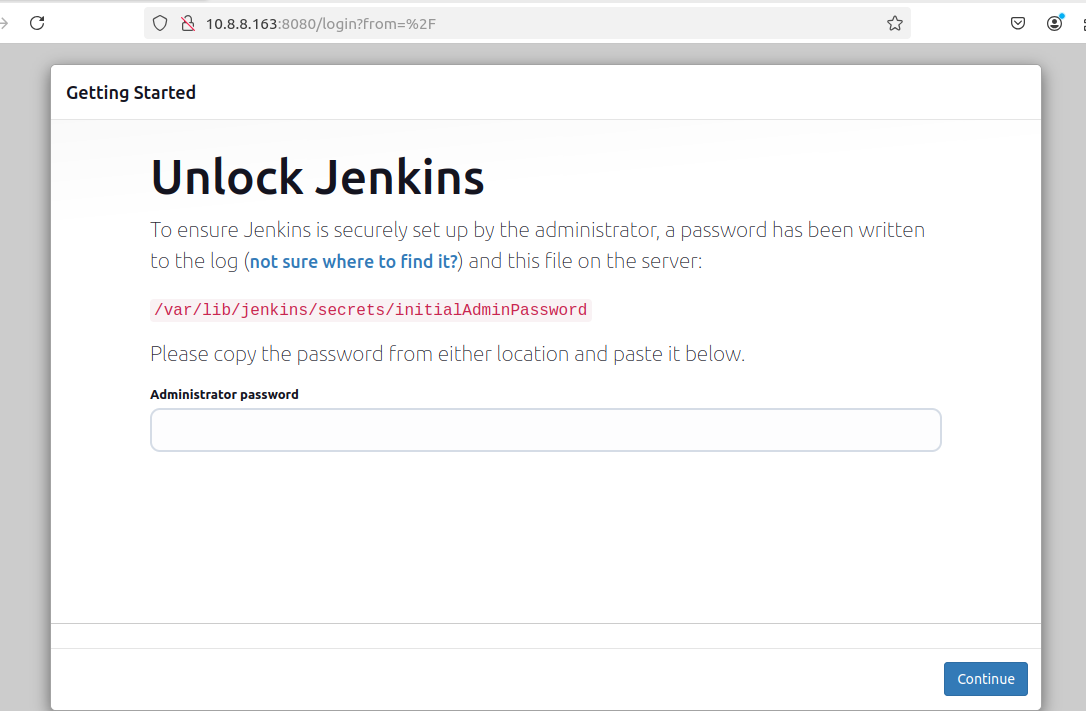 10.8.8.163:8080/login?from=%2F
Getting Started
Unlock Jenkins
To ensure Jenkins is securely set up by the administrator, a password has been written
to the log (not sure where to find it?) and this file on the server:
/var/lib/jenkins/secrets/initialAdminPassword
Please copy the password from either location and paste it below.
Administrator password
Continue